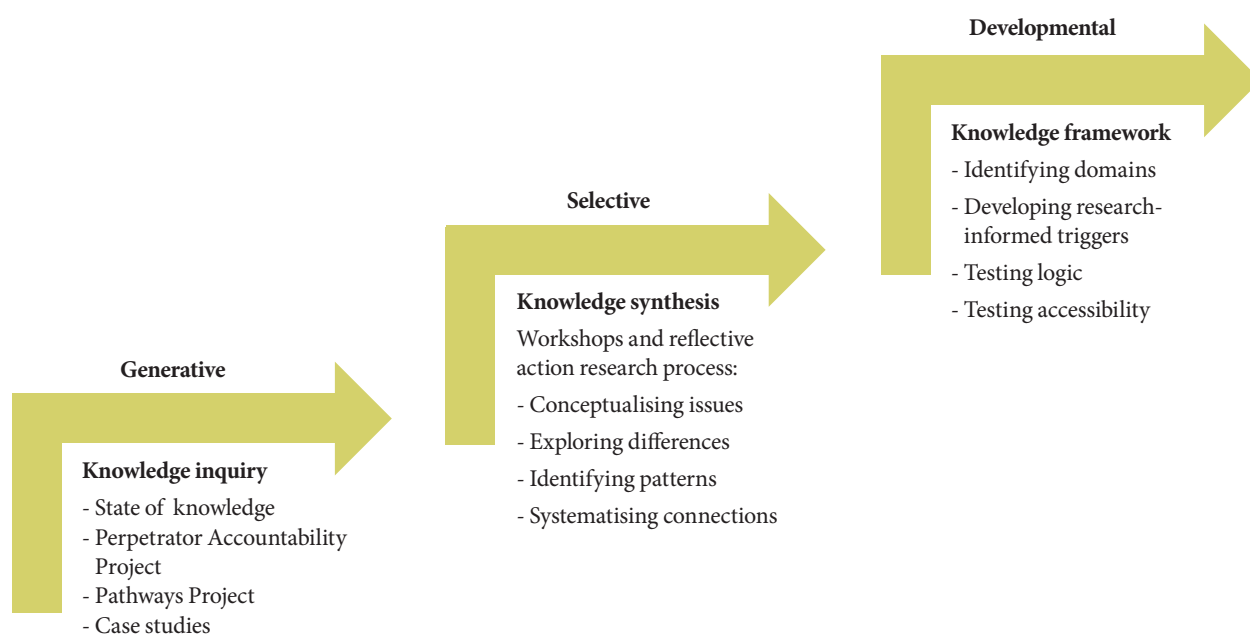 Developmental
Knowledge framework
- Identifying domains
- Developing research-
informed triggers
- Testing logic
- Testing accessibility
Selective
Knowledge synthesis
Workshops and reflective
action research process:
- Conceptualising issues
- Exploring differences
- Identifying patterns
- Systematising connections
Generative
Knowledge inquiry
- State of knowledge
- Perpetrator Accountability
Project
- Pathways Project
- Case studies